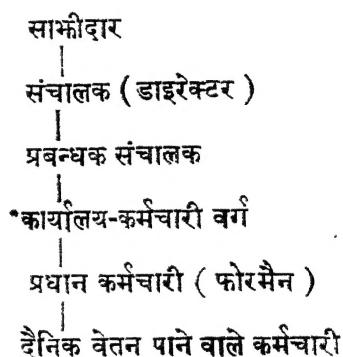 साझीदार
संचालक ( डाइरेक्टर )
प्रबन्धक संचालक
*कार्यालय-कर्मचारी वर्ग
प्रधान कर्मचारी ( फोरमैन )
दैनिक वेतन पाने वाले कर्मचारी